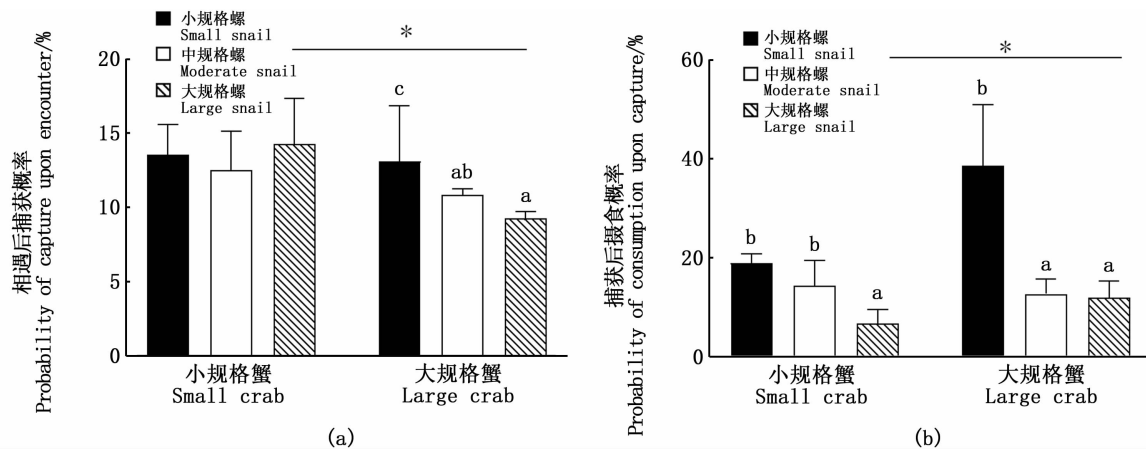 相遇后捕获概率
Probability of capture upon encounter/%
小规格螺
Small snail
中规格螺
Moderate snail
大规格螺
Large snail
*
20
15
10
5
0
c
ab
a
小规格蟹
Small crab
大规格蟹
Large crab
(a)
捕获后摄食概率
Probability of consumption upon capture/%
小规格螺
Small snail
中规格螺
Moderate snail
大规格螺
Large snail
*
60
40
20
0
b
b
a
b
a
a
小规格蟹
Small crab
大规格蟹
Large crab
(b)